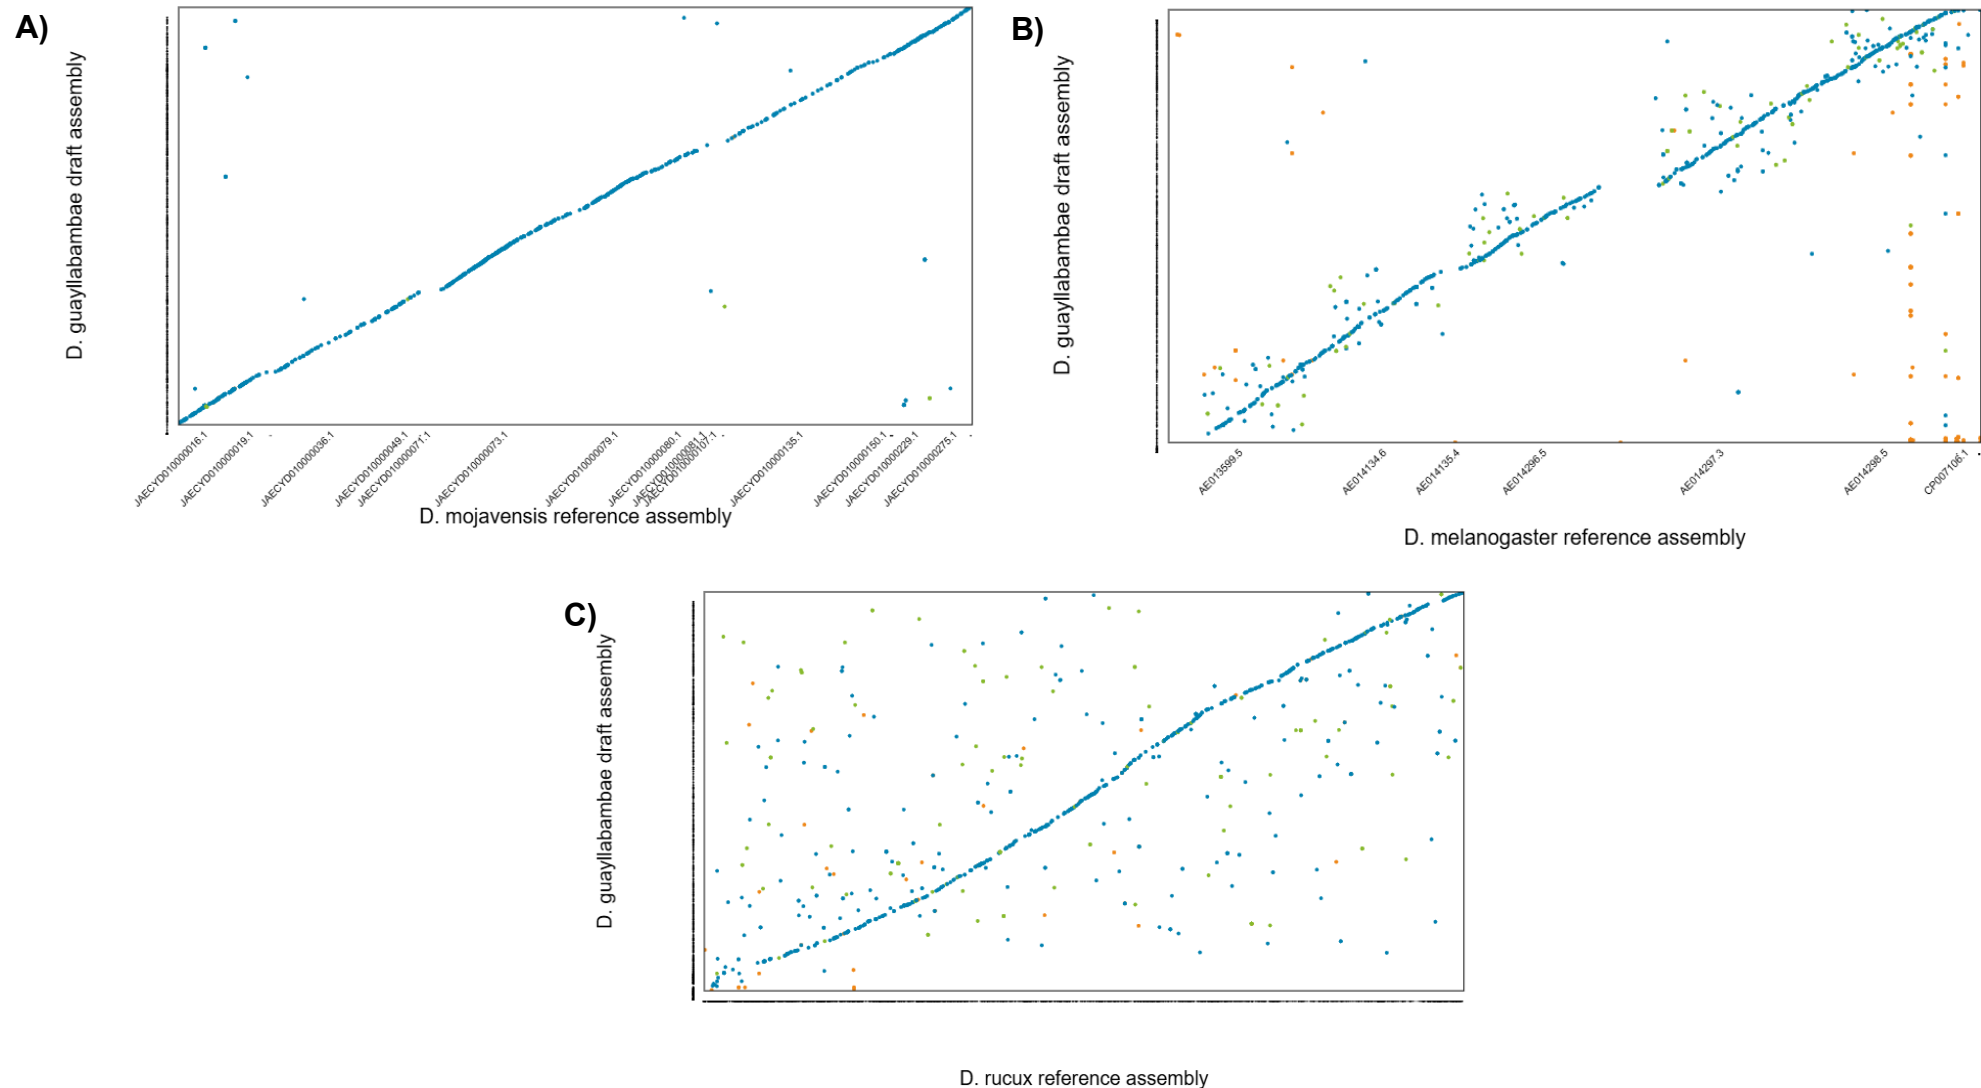 A)
D. guayllabambae draft assembly
JAECYD010000016.1
JAECYD010000019.1
JAECYD010000036.1
JAECYD010000049.1
JAECYD010000071.1
JAECYD010000073.1
JAECYD010000079.1
JAECYD010000080.1
JAECYD010000081.1
JAECYD010000107.1
JAECYD010000135.1
JAECYD010000150.1
JAECYD010000229.1
JAECYD010000275.1
D. mojavensis reference assembly
B)
D. guayllabambae draft assembly
AE013599.5
AE014134.6
AE014135.4
AE014296.5
AE014297.3
AE014298.5
CP007106.1
D. melanogaster reference assembly
C)
D. guayllabambae draft assembly
D. rucux reference assembly